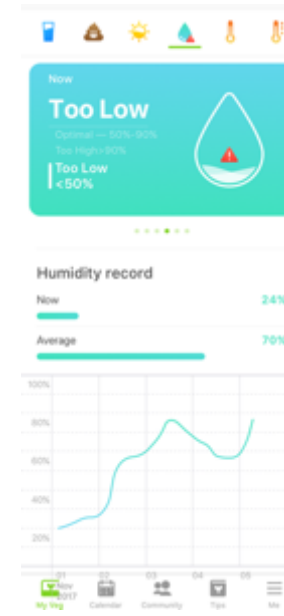 Now
Too Low
Optimal — 50%-90%
Too High>90%
Too Low
<50%
Humidity record
Now 24%
Average 70%
100%
80%
60%
40%
20%
01 02 03 04 05
Nov
2017
My Veg Calendar Community Tips Me